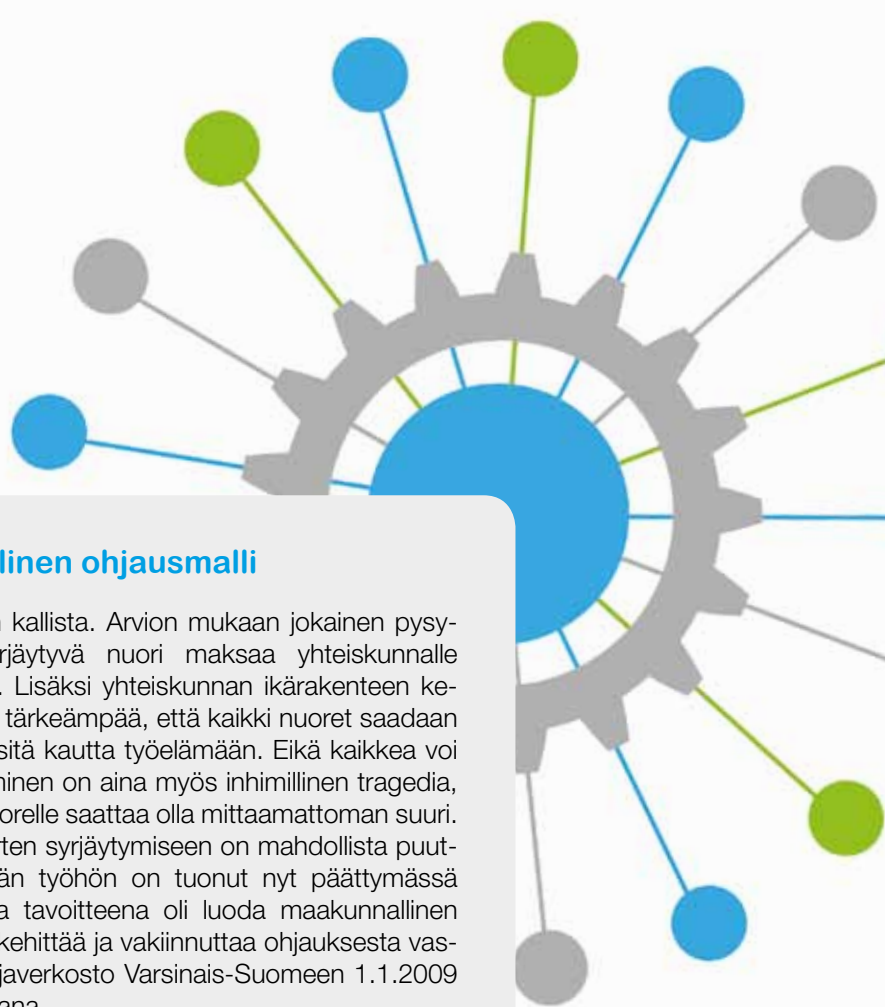 linen ohjausmalli
kallista. Arvion mukaan jokainen pysy-
rjäytyvä nuori maksaa yhteiskunnalle
. Lisäksi yhteiskunnan ikärakenteen ke-
tärkeämpää, että kaikki nuoret saadaan
sitä kautta työelämään. Eikä kaikkea voi
minen on aina myös inhimillinen tragedia,
orelle saattaa olla mittaamattoman suuri.
rten syrjäytymiseen on mahdollista puut-
än työhön on tuonut nyt päättymässä
a tavoitteena oli luoda maakunnallinen
kehittää ja vakiinnuttaa ohjauksesta vas-
javerkosto Varsinais-Suomeen 1.1.2009